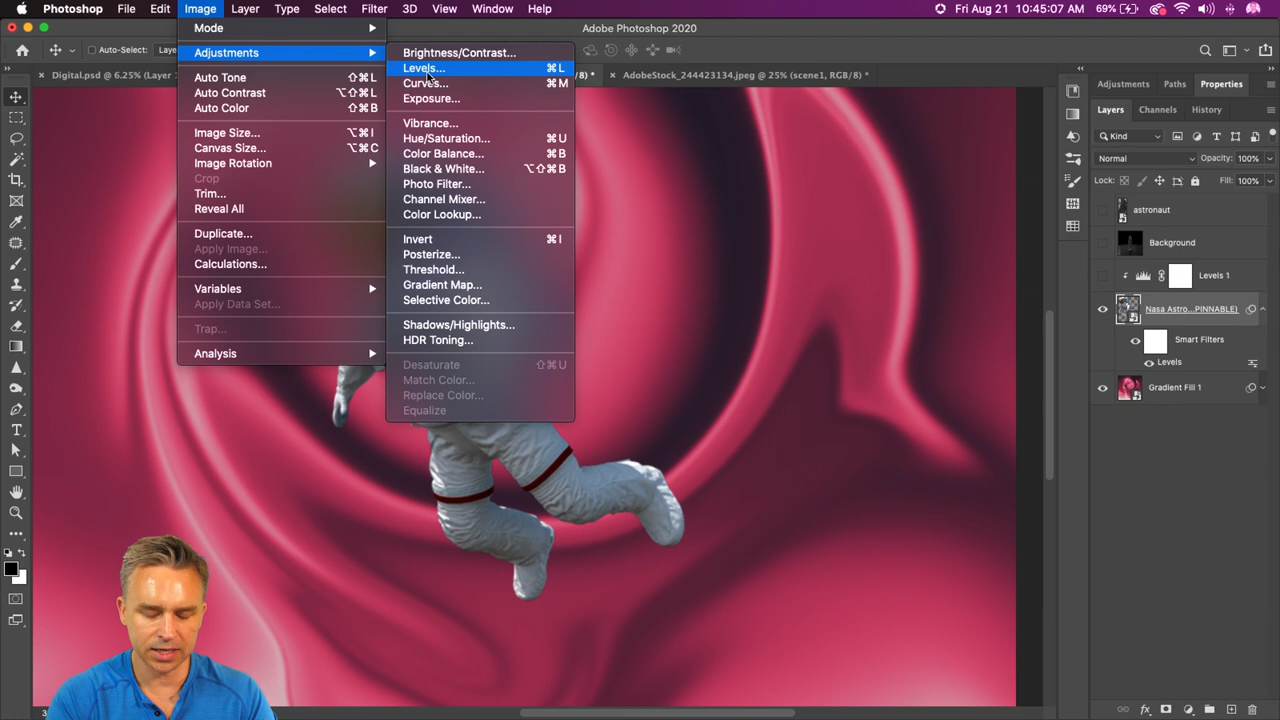 Photoshop File Edit Image Layer Type Select Filter 3D View Window Help
69% Fri Aug 21 10:45:07 AM
Adobe Photoshop 2020
Auto-Select: Laye
Digital.psd @ 6.25% (Layer
/8) *
AdobeStock_244423134.jpeg @ 25% (scene1, RGB/8) *
Mode
Adjustments
Auto Tone ⇧⌘L
Auto Contrast ⌥⇧⌘L
Auto Color ⇧⌘B
Image Size... ⌥⌘I
Canvas Size... ⌥⌘C
Image Rotation
Crop
Trim...
Reveal All
Duplicate...
Apply Image...
Calculations...
Variables
Apply Data Set...
Trap...
Analysis
Brightness/Contrast...
Levels... ⌘L
Curves... ⌘M
Exposure...
Vibrance...
Hue/Saturation... ⌘U
Color Balance... ⌘B
Black & White... ⌥⇧⌘B
Photo Filter...
Channel Mixer...
Color Lookup...
Invert ⌘I
Posterize...
Threshold...
Gradient Map...
Selective Color...
Shadows/Highlights...
HDR Toning...
Desaturate ⇧⌘U
Match Color...
Replace Color...
Equalize
Adjustments Paths Properties
Layers Channels History
Kind
Normal Opacity: 100%
Lock: Fill: 100%
astronaut
Background
Levels 1
Nasa Astro...PINNABLE)
Smart Filters
Levels
Gradient Fill 1